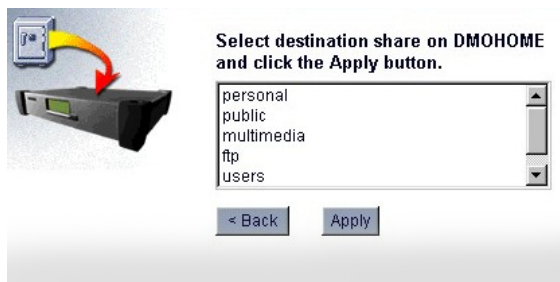 Select destination share on DMOHOME
and click the Apply button.
personal
public
multimedia
ftp
users
< Back
Apply